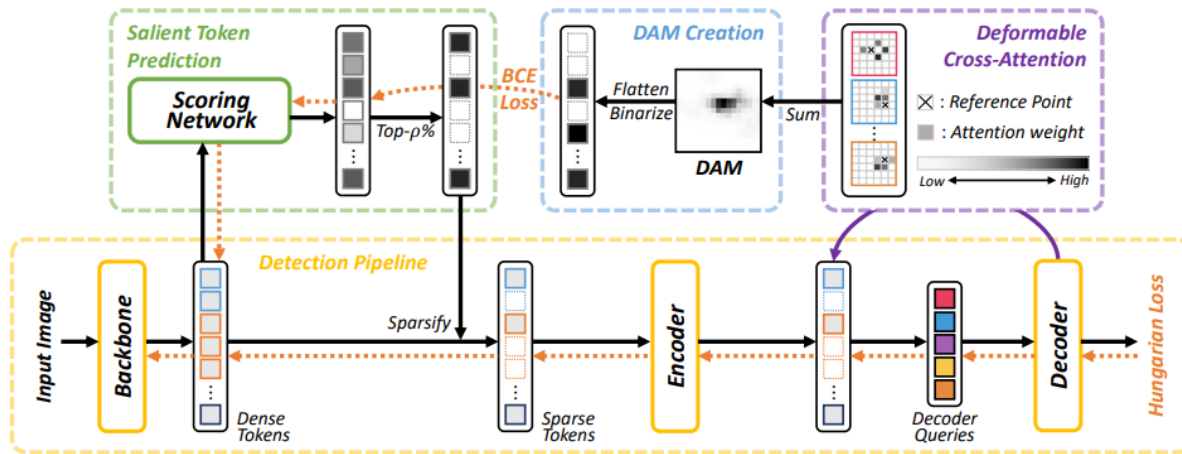 Salient Token
Prediction
Scoring
Network
Top-ρ%
BCE
Loss
DAM Creation
Flatten
Binarize
DAM
Sum
Deformable
Cross-Attention
: Reference Point
: Attention weight
Low
High
Detection Pipeline
Input Image
Backbone
Dense
Tokens
Sparsify
Sparse
Tokens
Encoder
Decoder
Queries
Decoder
Hungarian Loss